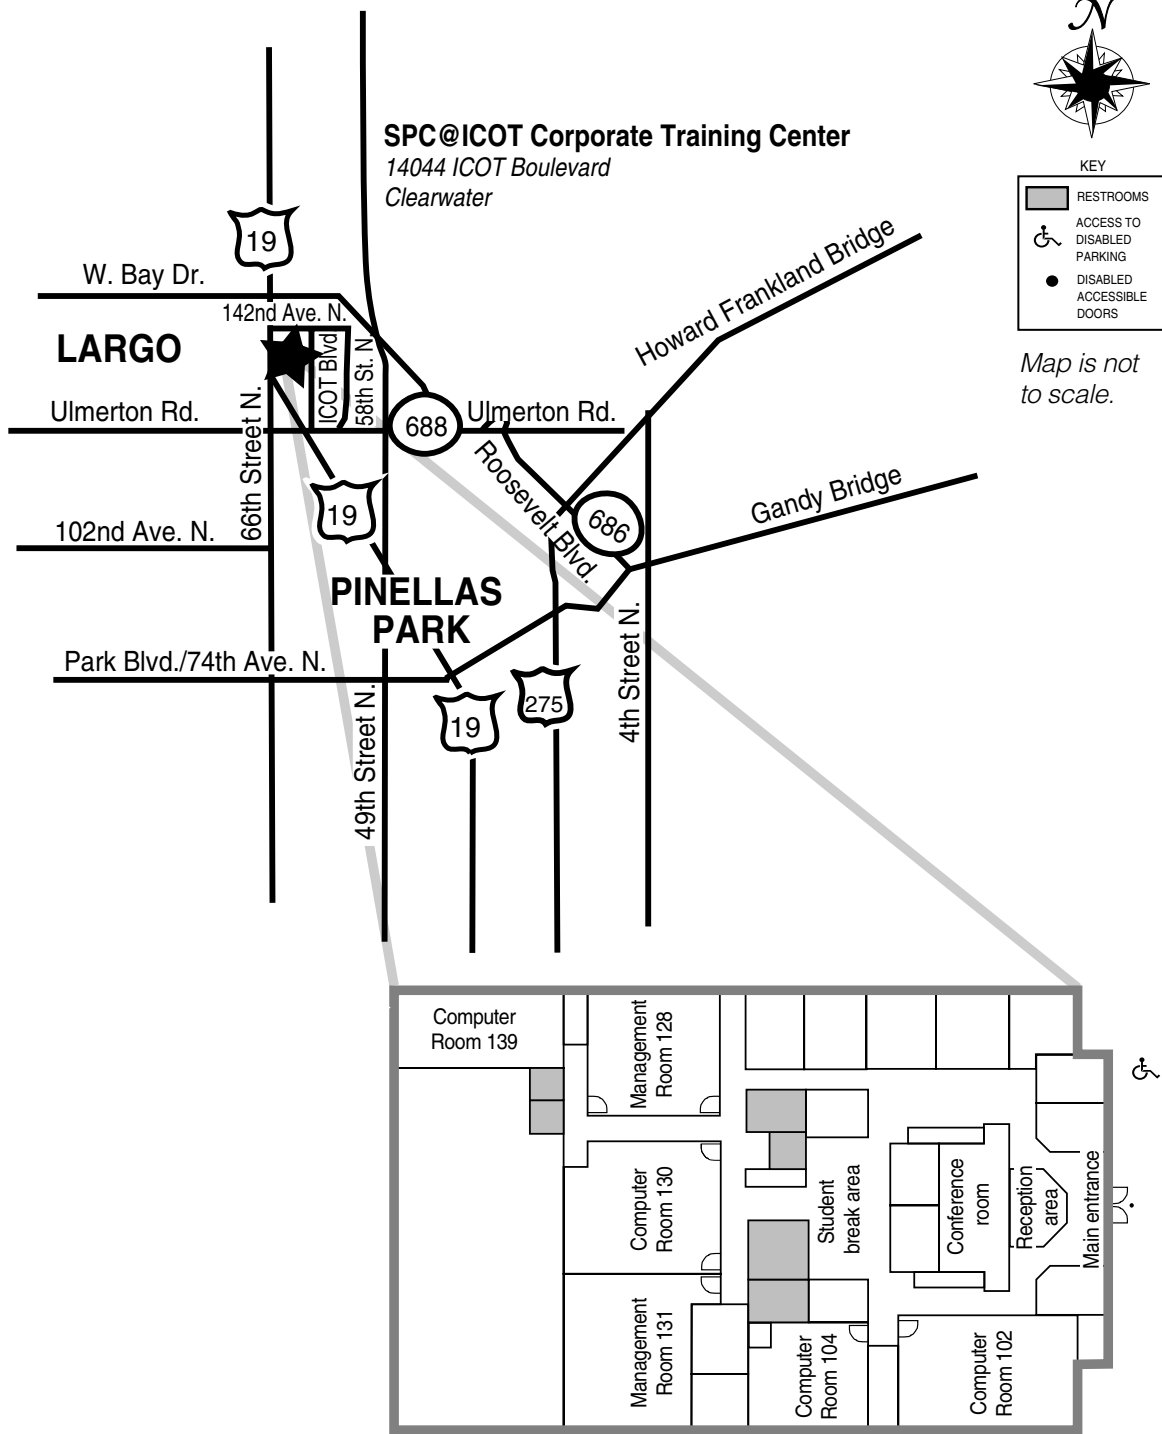 N
SPC@ICOT Corporate Training Center
14044 ICOT Boulevard
Clearwater
KEY
RESTROOMS
ACCESS TO
DISABLED
PARKING
DISABLED
ACCESSIBLE
DOORS
Map is not
to scale.
19
W. Bay Dr.
142nd Ave. N.
LARGO
ICOT Blvd
58th St. N.
Howard Frankland Bridge
Ulmerton Rd.
688
Ulmerton Rd.
66th Street N.
19
Roosevelt Blvd.
686
Gandy Bridge
102nd Ave. N.
PINELLAS
PARK
Park Blvd./74th Ave. N.
49th Street N.
19
275
4th Street N.
Computer
Room 139
Management
Room 128
Computer
Room 130
Student
break area
Conference
room
Reception
area
Main entrance
Management
Room 131
Computer
Room 104
Computer
Room 102